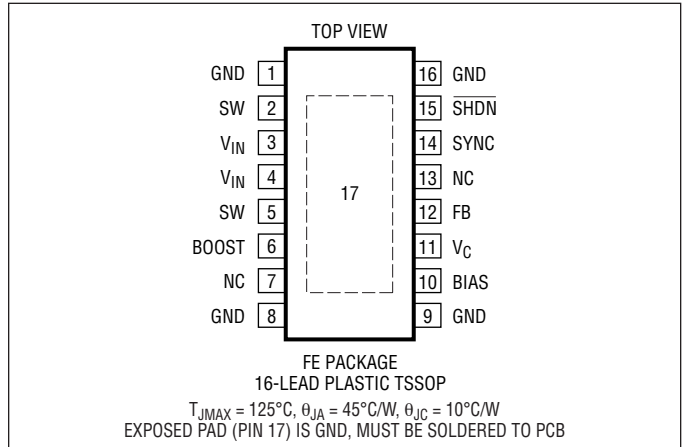 TOP VIEW
GND 1 16 GND
SW 2 15 SHDN
VIN 3 14 SYNC
VIN 4 13 NC
17
SW 5 12 FB
BOOST 6 11 VC
NC 7 10 BIAS
GND 8 9 GND
FE PACKAGE
16-LEAD PLASTIC TSSOP
TJMAX = 125°C, θJA = 45°C/W, θJC = 10°C/W
EXPOSED PAD (PIN 17) IS GND, MUST BE SOLDERED TO PCB